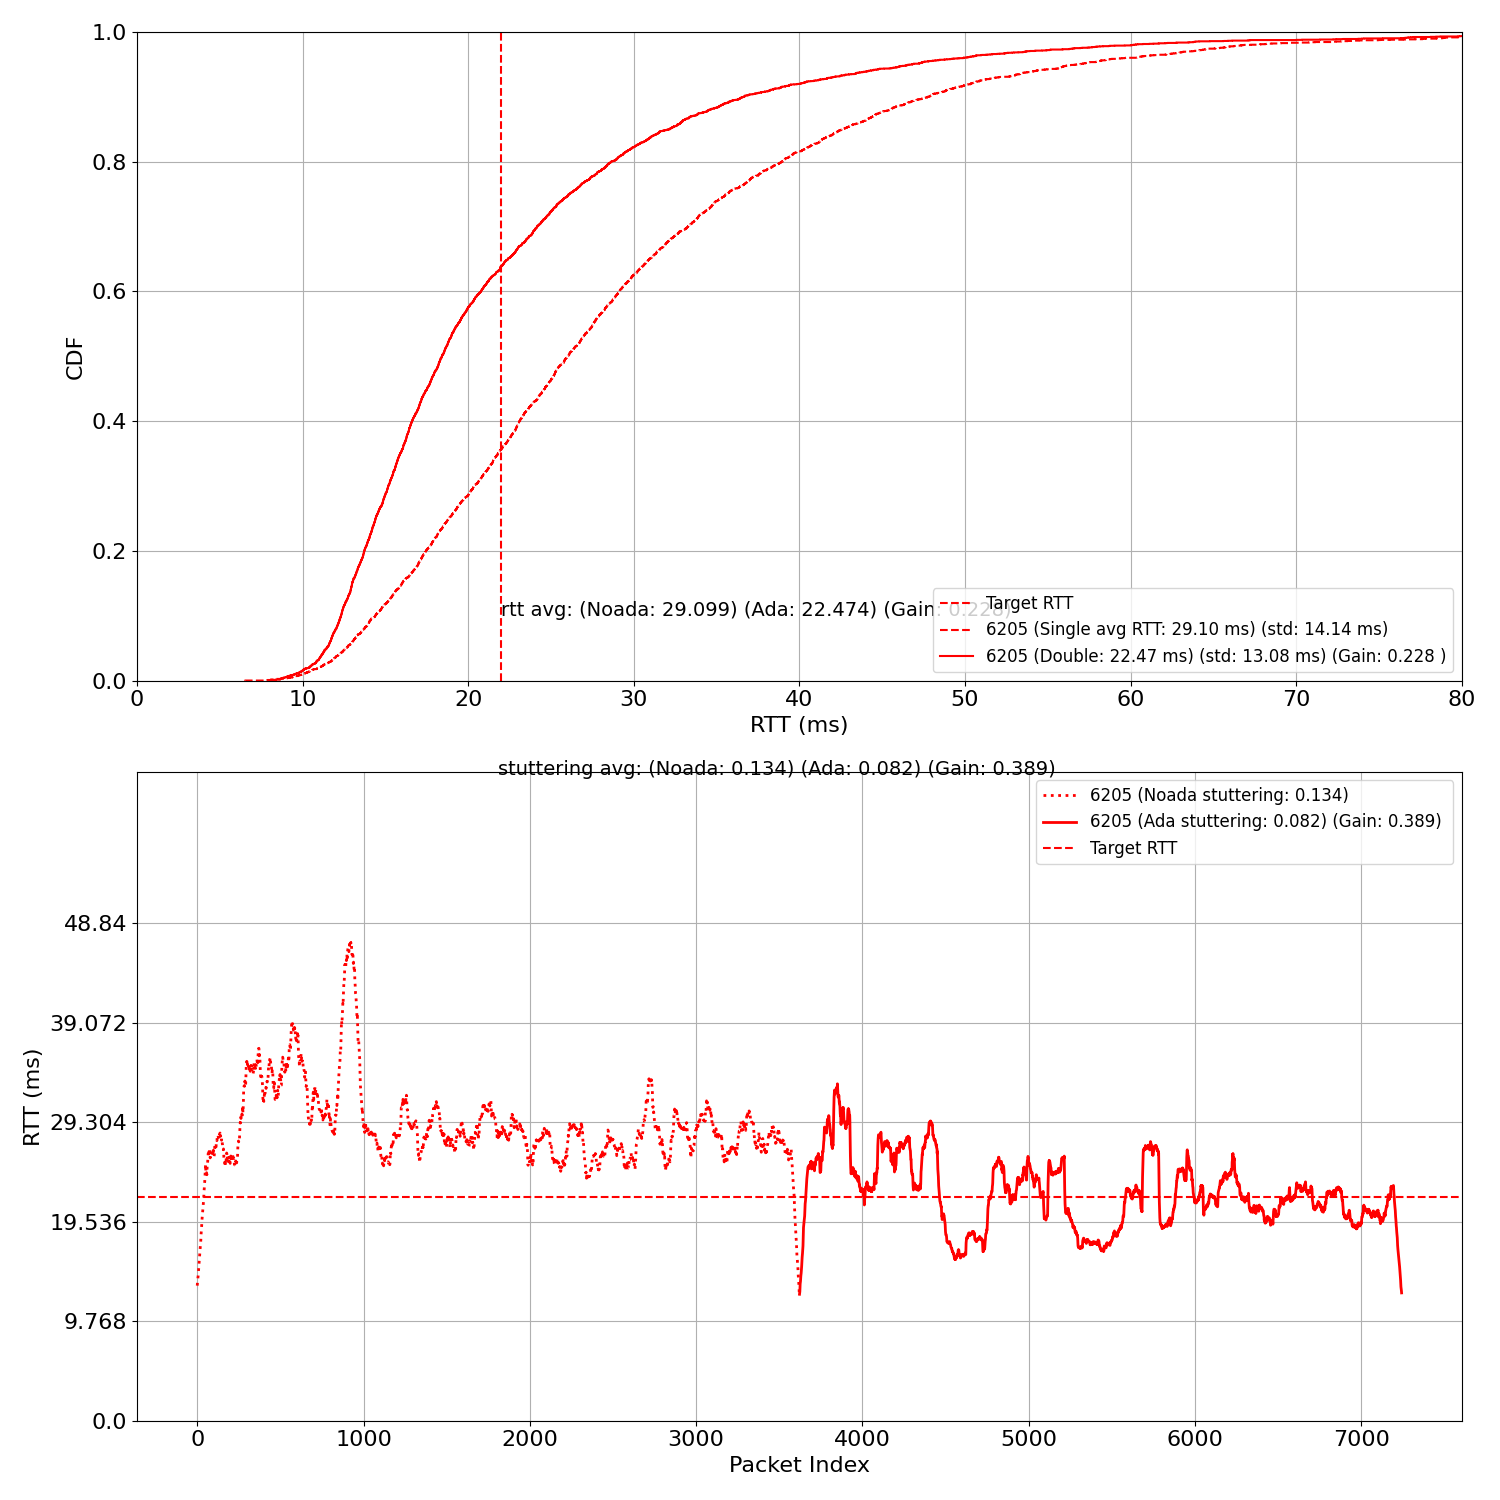 1.0
0.8
0.6
0.4
0.2
0.0
CDF
rtt avg: (Noada: 29.099) (Ada: 22.474) (Gain: 0.228)
Target RTT
6205 (Single avg RTT: 29.10 ms) (std: 14.14 ms)
6205 (Double: 22.47 ms) (std: 13.08 ms) (Gain: 0.228 )
0 10 20 30 40 50 60 70 80
RTT (ms)
stuttering avg: (Noada: 0.134) (Ada: 0.082) (Gain: 0.389)
6205 (Noada stuttering: 0.134)
6205 (Ada stuttering: 0.082) (Gain: 0.389)
Target RTT
48.84
39.072
29.304
19.536
9.768
0.0
RTT (ms)
0 1000 2000 3000 4000 5000 6000 7000
Packet Index